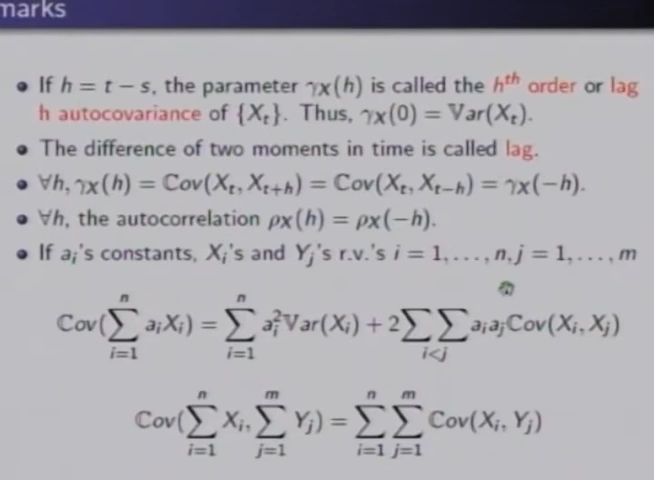 marks
• If h = t − s, the parameter γX(h) is called the hth order or lag
h autocovariance of {Xt}. Thus, γX(0) = Var(Xt).
• The difference of two moments in time is called lag.
• ∀h, γX(h) = Cov(Xt, Xt+h) = Cov(Xt, Xt−h) = γX(−h).
• ∀h, the autocorrelation ρX(h) = ρX(−h).
• If ai's constants, Xi's and Yj's r.v.'s i = 1, . . . , n, j = 1, . . . , m
Cov(∑_{i=1}^{n} aiXi) = ∑_{i=1}^{n} ai²Var(Xi) + 2∑∑_{i<j} aiajCov(Xi, Xj)
Cov(∑_{i=1}^{n} Xi, ∑_{j=1}^{m} Yj) = ∑_{i=1}^{n} ∑_{j=1}^{m} Cov(Xi, Yj)